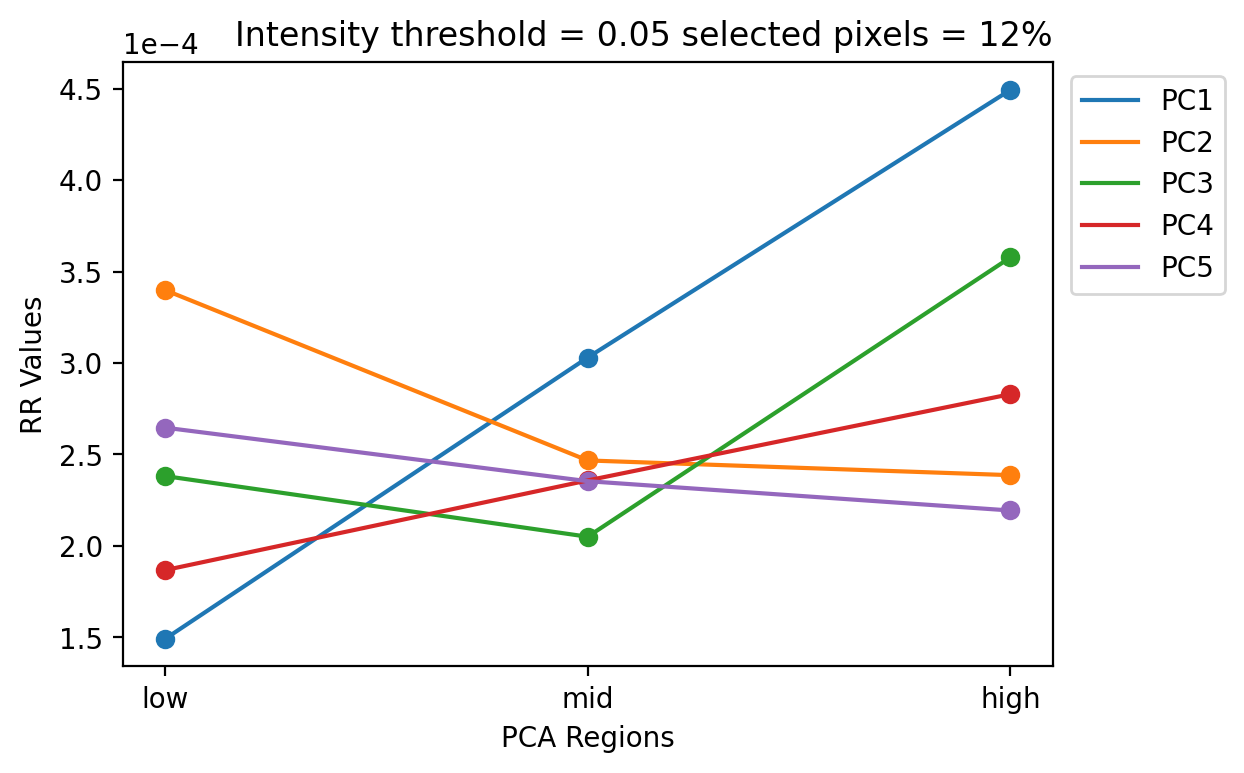 Intensity threshold = 0.05 selected pixels = 12%
1e−4
4.5
4.0
3.5
3.0
2.5
2.0
1.5
RR Values
low
mid
high
PCA Regions
PC1
PC2
PC3
PC4
PC5